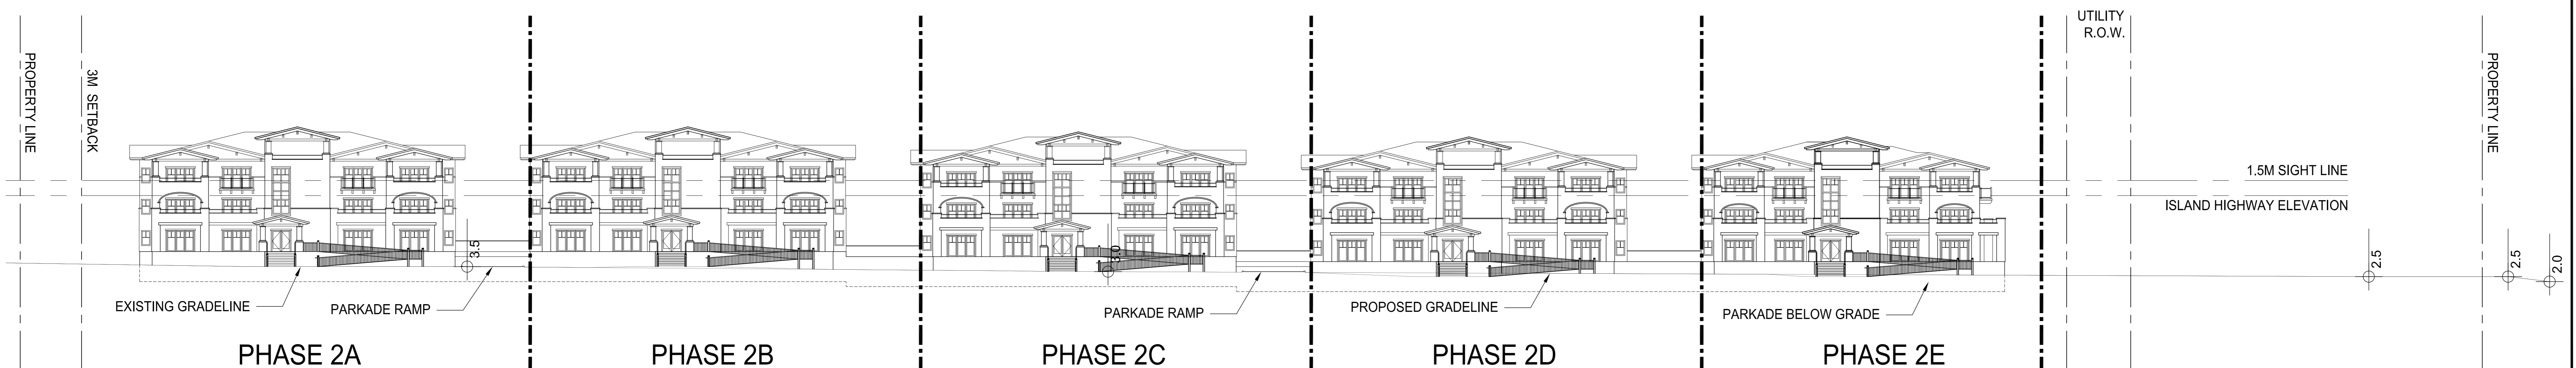 PROPERTY LINE
3M SETBACK
UTILITY
R.O.W.
PROPERTY LINE
1.5M SIGHT LINE
ISLAND HIGHWAY ELEVATION
3.5
3.0
2.5
2.5
2.0
EXISTING GRADELINE
PARKADE RAMP
PARKADE RAMP
PROPOSED GRADELINE
PARKADE BELOW GRADE
PHASE 2A
PHASE 2B
PHASE 2C
PHASE 2D
PHASE 2E